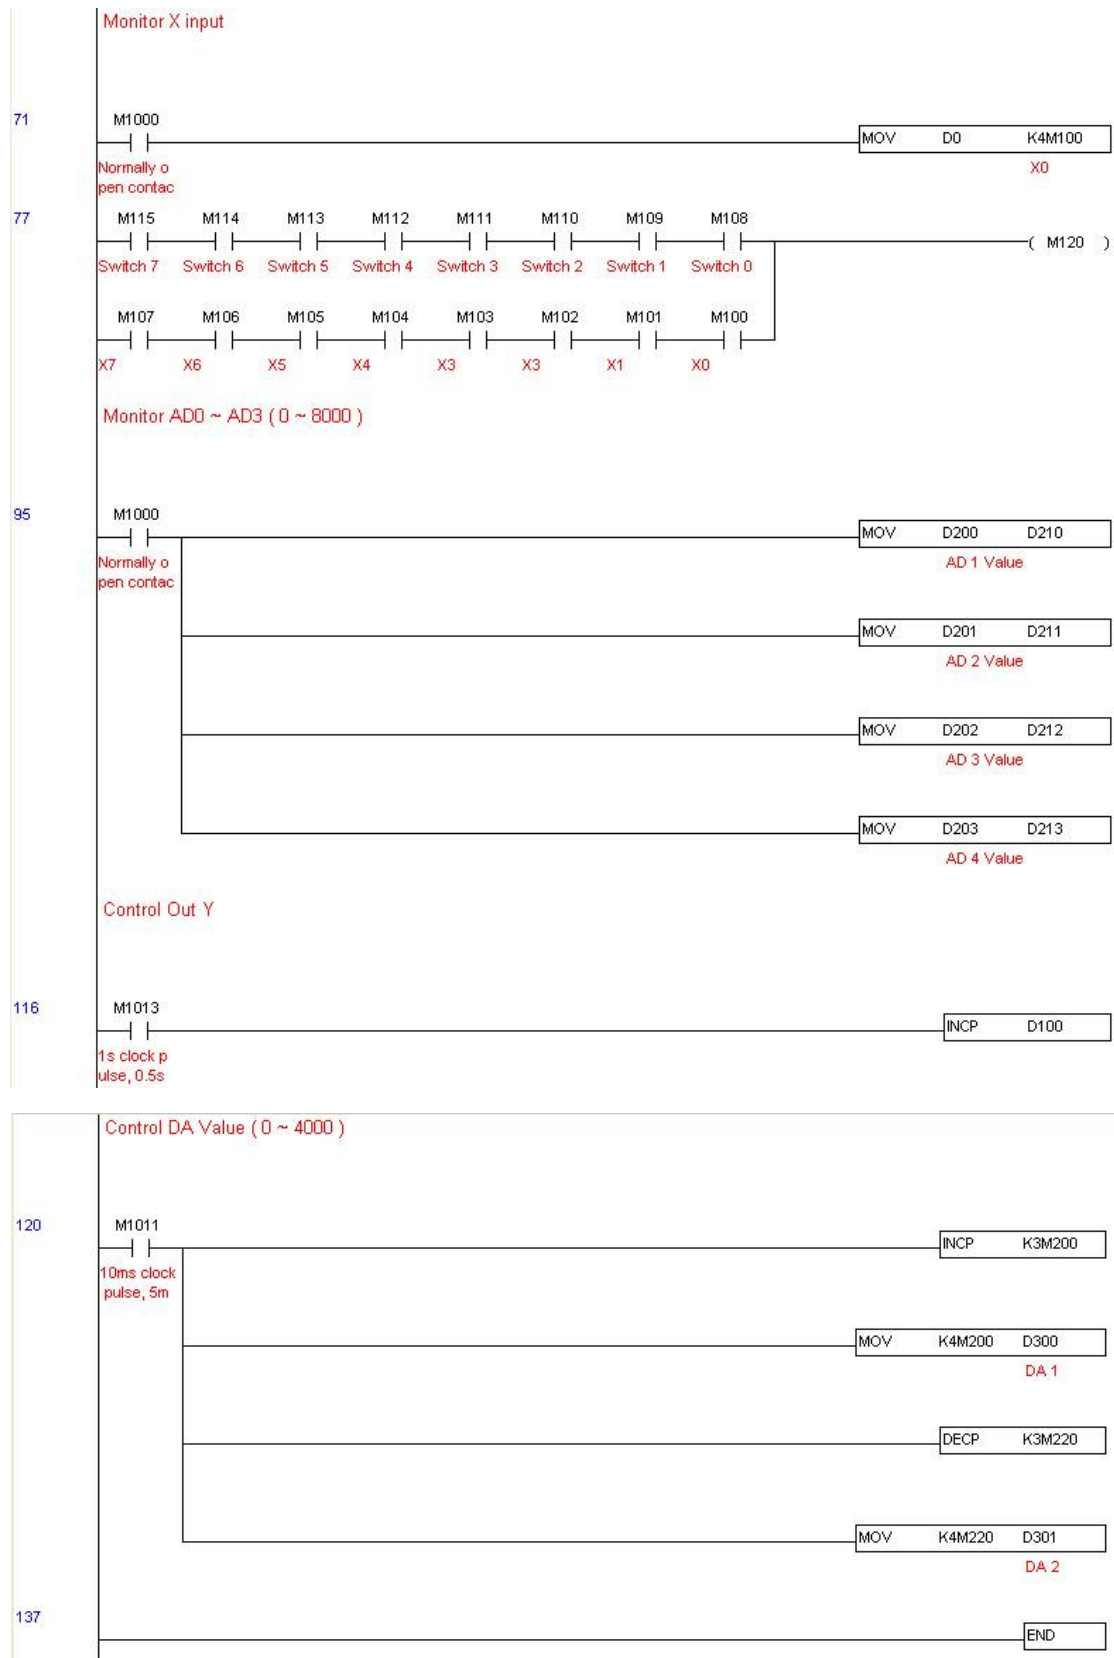 Monitor X input
71 M1000
MOV D0 K4M100
Normally o
pen contac
X0
77 M115 M114 M113 M112 M111 M110 M109 M108
( M120 )
Switch 7 Switch 6 Switch 5 Switch 4 Switch 3 Switch 2 Switch 1 Switch 0
M107 M106 M105 M104 M103 M102 M101 M100
X7 X6 X5 X4 X3 X3 X1 X0
Monitor AD0 ~ AD3 ( 0 ~ 8000 )
95 M1000
MOV D200 D210
Normally o
pen contac
AD 1 Value
MOV D201 D211
AD 2 Value
MOV D202 D212
AD 3 Value
MOV D203 D213
AD 4 Value
Control Out Y
116 M1013
INCP D100
1s clock p
ulse, 0.5s
Control DA Value ( 0 ~ 4000 )
120 M1011
INCP K3M200
10ms clock
pulse, 5m
MOV K4M200 D300
DA 1
DECP K3M220
MOV K4M220 D301
DA 2
137
END